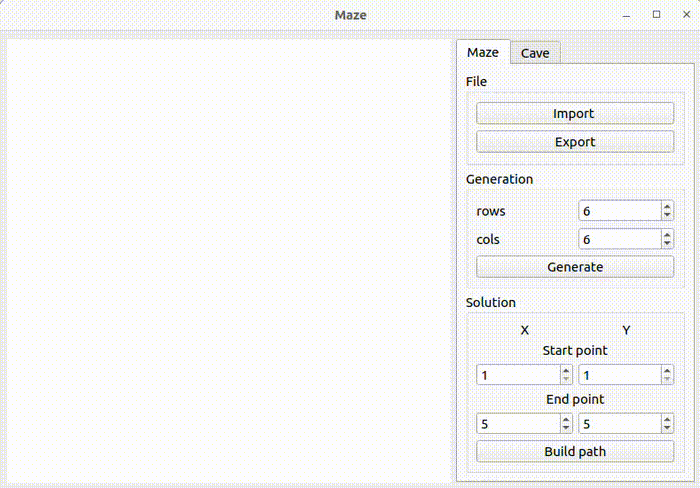 Maze
Maze Cave
File
Import
Export
Generation
rows 6
cols 6
Generate
Solution
X Y
Start point
1 1
End point
5 5
Build path